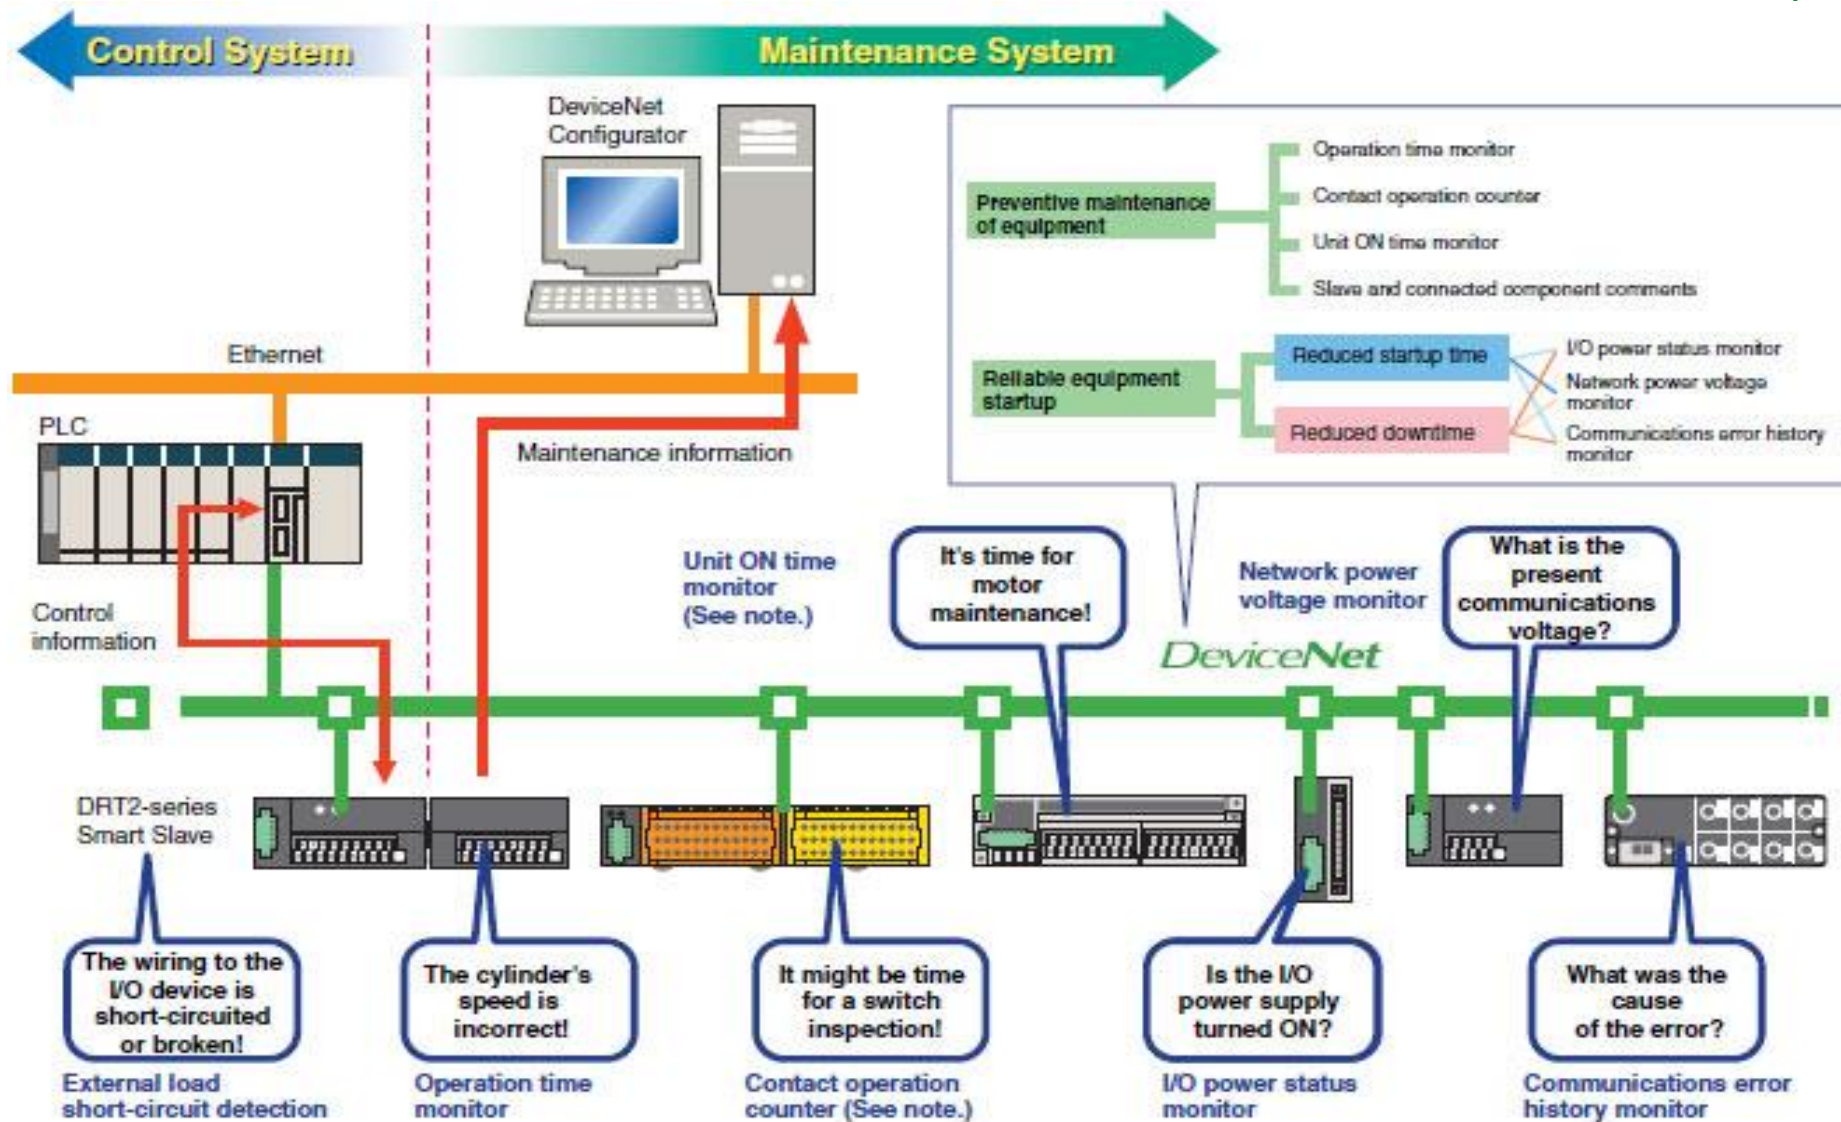 Control System
Maintenance System
DeviceNet
Configurator
Operation time monitor
Contact operation counter
Unit ON time monitor
Slave and connected component comments
Preventive maintenance
of equipment
Reliable equipment
startup
Reduced startup time
Reduced downtime
I/O power status monitor
Network power voltage
monitor
Communications error history
monitor
Ethernet
PLC
Maintenance information
Control
information
Unit ON time
monitor
(See note.)
It's time for
motor
maintenance!
Network power
voltage monitor
What is the
present
communications
voltage?
DeviceNet
DRT2-series
Smart Slave
The wiring to the
I/O device is
short-circuited
or broken!
The cylinder's
speed is
incorrect!
It might be time
for a switch
inspection!
Is the I/O
power supply
turned ON?
What was the
cause
of the error?
External load
short-circuit detection
Operation time
monitor
Contact operation
counter (See note.)
I/O power status
monitor
Communications error
history monitor